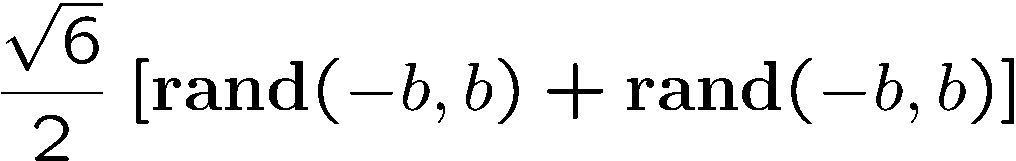 √6/2 [rand(−b, b) + rand(−b, b)]